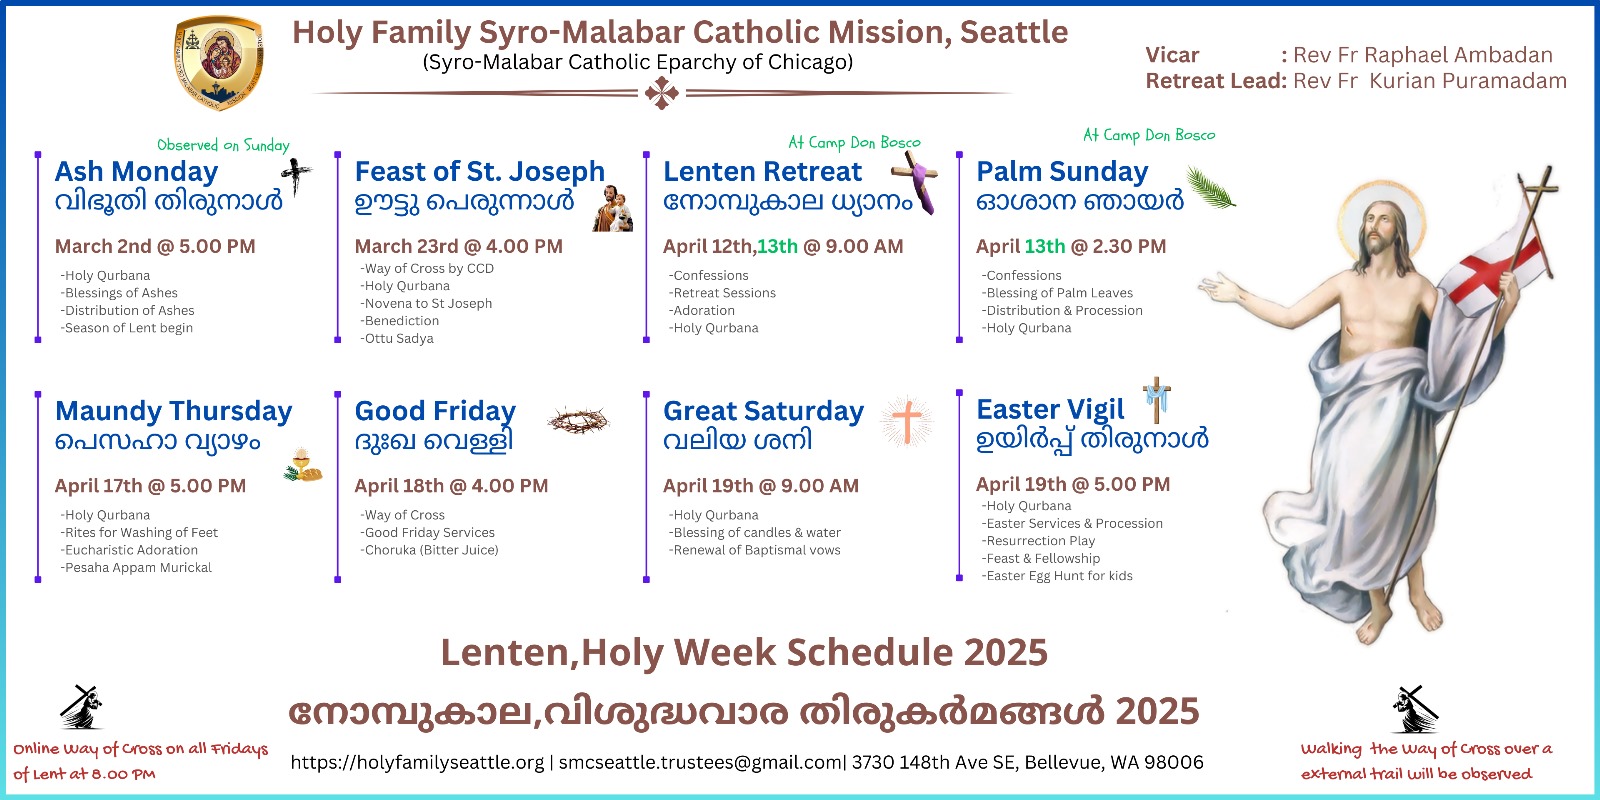 Holy Family Syro-Malabar Catholic Mission, Seattle
(Syro-Malabar Catholic Eparchy of Chicago)
Vicar : Rev Fr Raphael Ambadan
Retreat Lead: Rev Fr Kurian Puramadam
Observed on Sunday
Ash Monday
വിഭൂതി തിരുനാൾ
March 2nd @ 5.00 PM
-Holy Qurbana
-Blessings of Ashes
-Distribution of Ashes
-Season of Lent begin
Feast of St. Joseph
ഊട്ടു പെരുന്നാൾ
March 23rd @ 4.00 PM
-Way of Cross by CCD
-Holy Qurbana
-Novena to St Joseph
-Benediction
-Ottu Sadya
At Camp Don Bosco
Lenten Retreat
നോമ്പുകാല ധ്യാനം
April 12th,13th @ 9.00 AM
-Confessions
-Retreat Sessions
-Adoration
-Holy Qurbana
At Camp Don Bosco
Palm Sunday
ഓശാന ഞായർ
April 13th @ 2.30 PM
-Confessions
-Blessing of Palm Leaves
-Distribution & Procession
-Holy Qurbana
Maundy Thursday
പെസഹാ വ്യാഴം
April 17th @ 5.00 PM
-Holy Qurbana
-Rites for Washing of Feet
-Eucharistic Adoration
-Pesaha Appam Murickal
Good Friday
ദുഃഖ വെള്ളി
April 18th @ 4.00 PM
-Way of Cross
-Good Friday Services
-Choruka (Bitter Juice)
Great Saturday
വലിയ ശനി
April 19th @ 9.00 AM
-Holy Qurbana
-Blessing of candles & water
-Renewal of Baptismal vows
Easter Vigil
ഉയിർപ്പ് തിരുനാൾ
April 19th @ 5.00 PM
-Holy Qurbana
-Easter Services & Procession
-Resurrection Play
-Feast & Fellowship
-Easter Egg Hunt for kids
Lenten,Holy Week Schedule 2025
നോമ്പുകാല,വിശുദ്ധവാര തിരുകർമങ്ങൾ 2025
https://holyfamilyseattle.org | smcseattle.trustees@gmail.com| 3730 148th Ave SE, Bellevue, WA 98006
Online Way of Cross on all Fridays
of Lent at 8.00 PM
Walking the Way of Cross over a
external trail will be observed